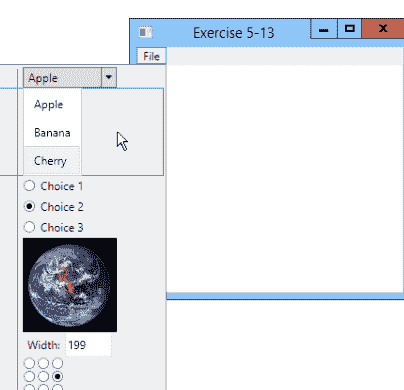 Exercise 5-13
File
Apple
Apple
Banana
Cherry
Choice 1
Choice 2
Choice 3
Width: 199